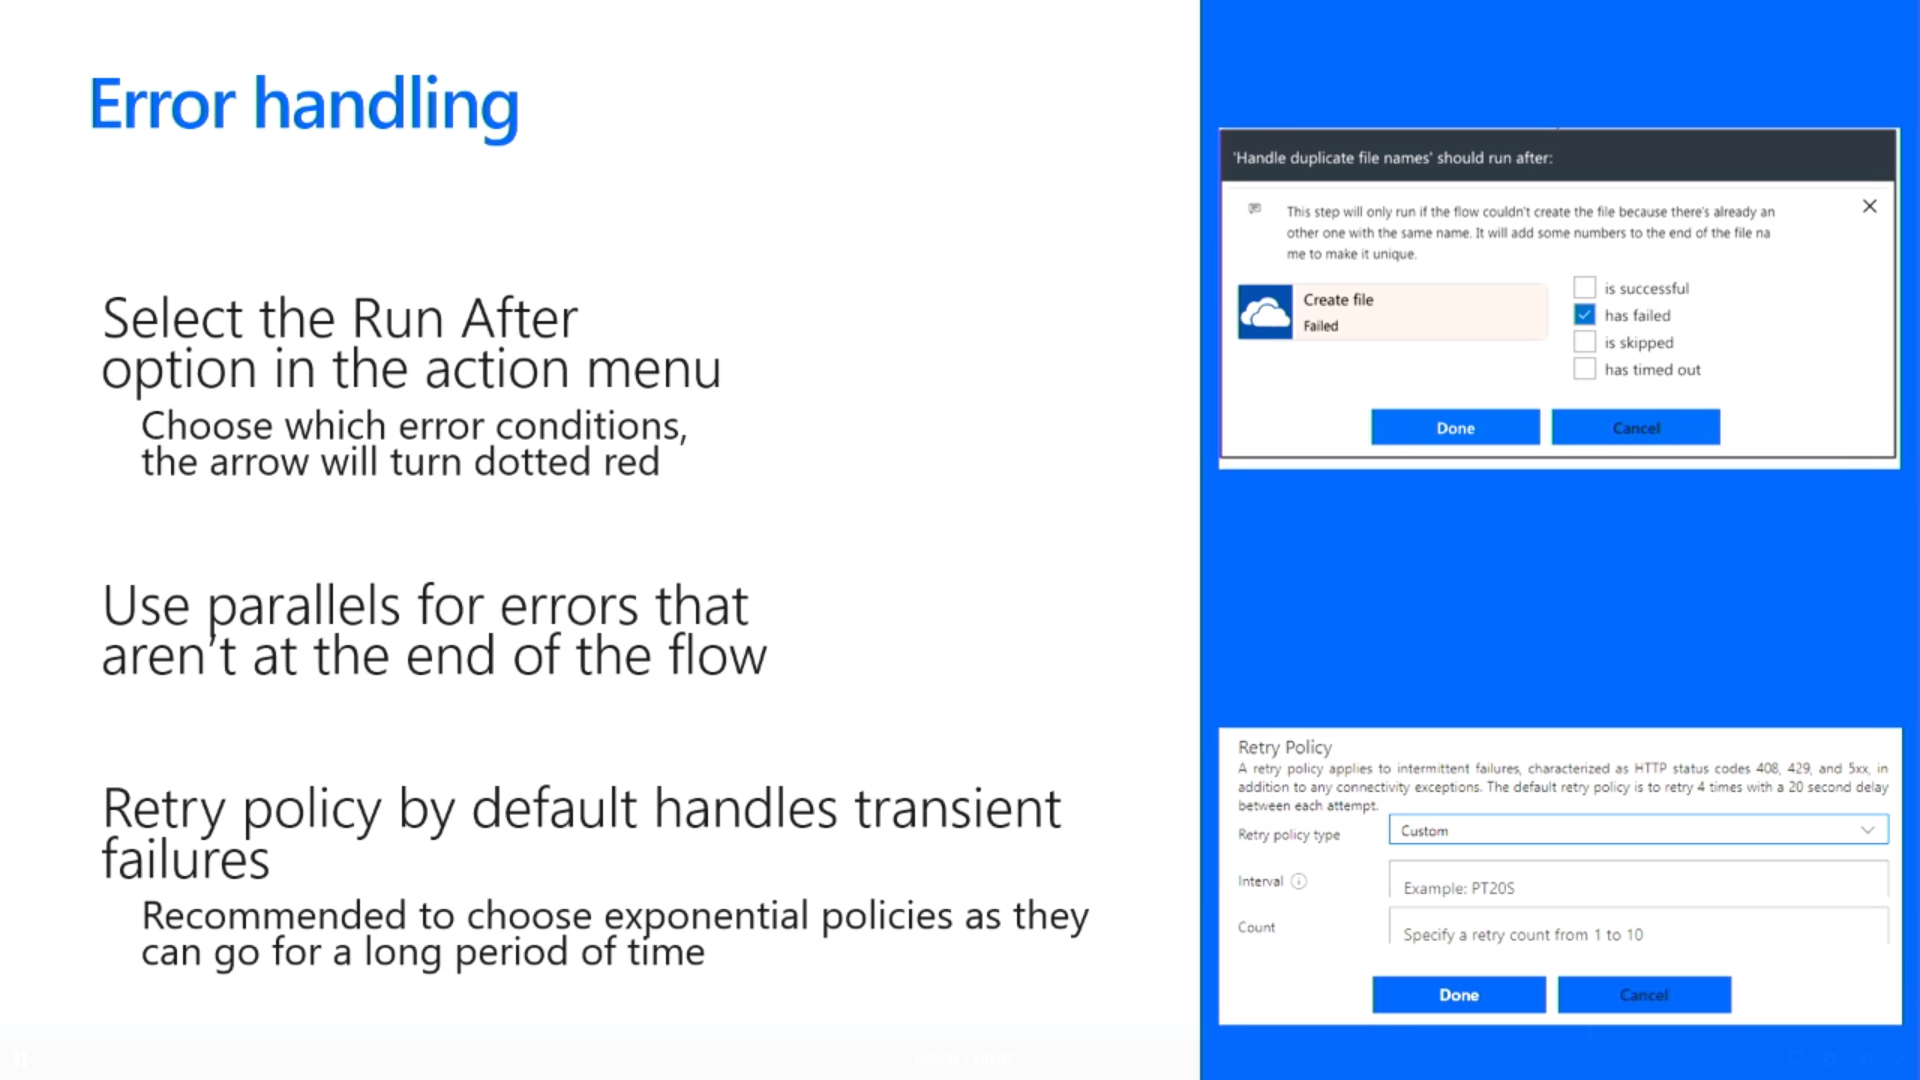 Error handling
Select the Run After
option in the action menu
Choose which error conditions,
the arrow will turn dotted red
Use parallels for errors that
aren't at the end of the flow
Retry policy by default handles transient
failures
Recommended to choose exponential policies as they
can go for a long period of time
'Handle duplicate file names' should run after:
This step will only run if the flow couldn't create the file because there's already an
other one with the same name. It will add some numbers to the end of the file na
me to make it unique.
Create file
Failed
is successful
has failed
is skipped
has timed out
Done
Cancel
Retry Policy
A retry policy applies to intermittent failures, characterized as HTTP status codes 408, 429, and 5xx, in
addition to any connectivity exceptions. The default retry policy is to retry 4 times with a 20 second delay
between each attempt.
Retry policy type
Custom
Interval
Example: PT20S
Count
Specify a retry count from 1 to 10
Done
Cancel